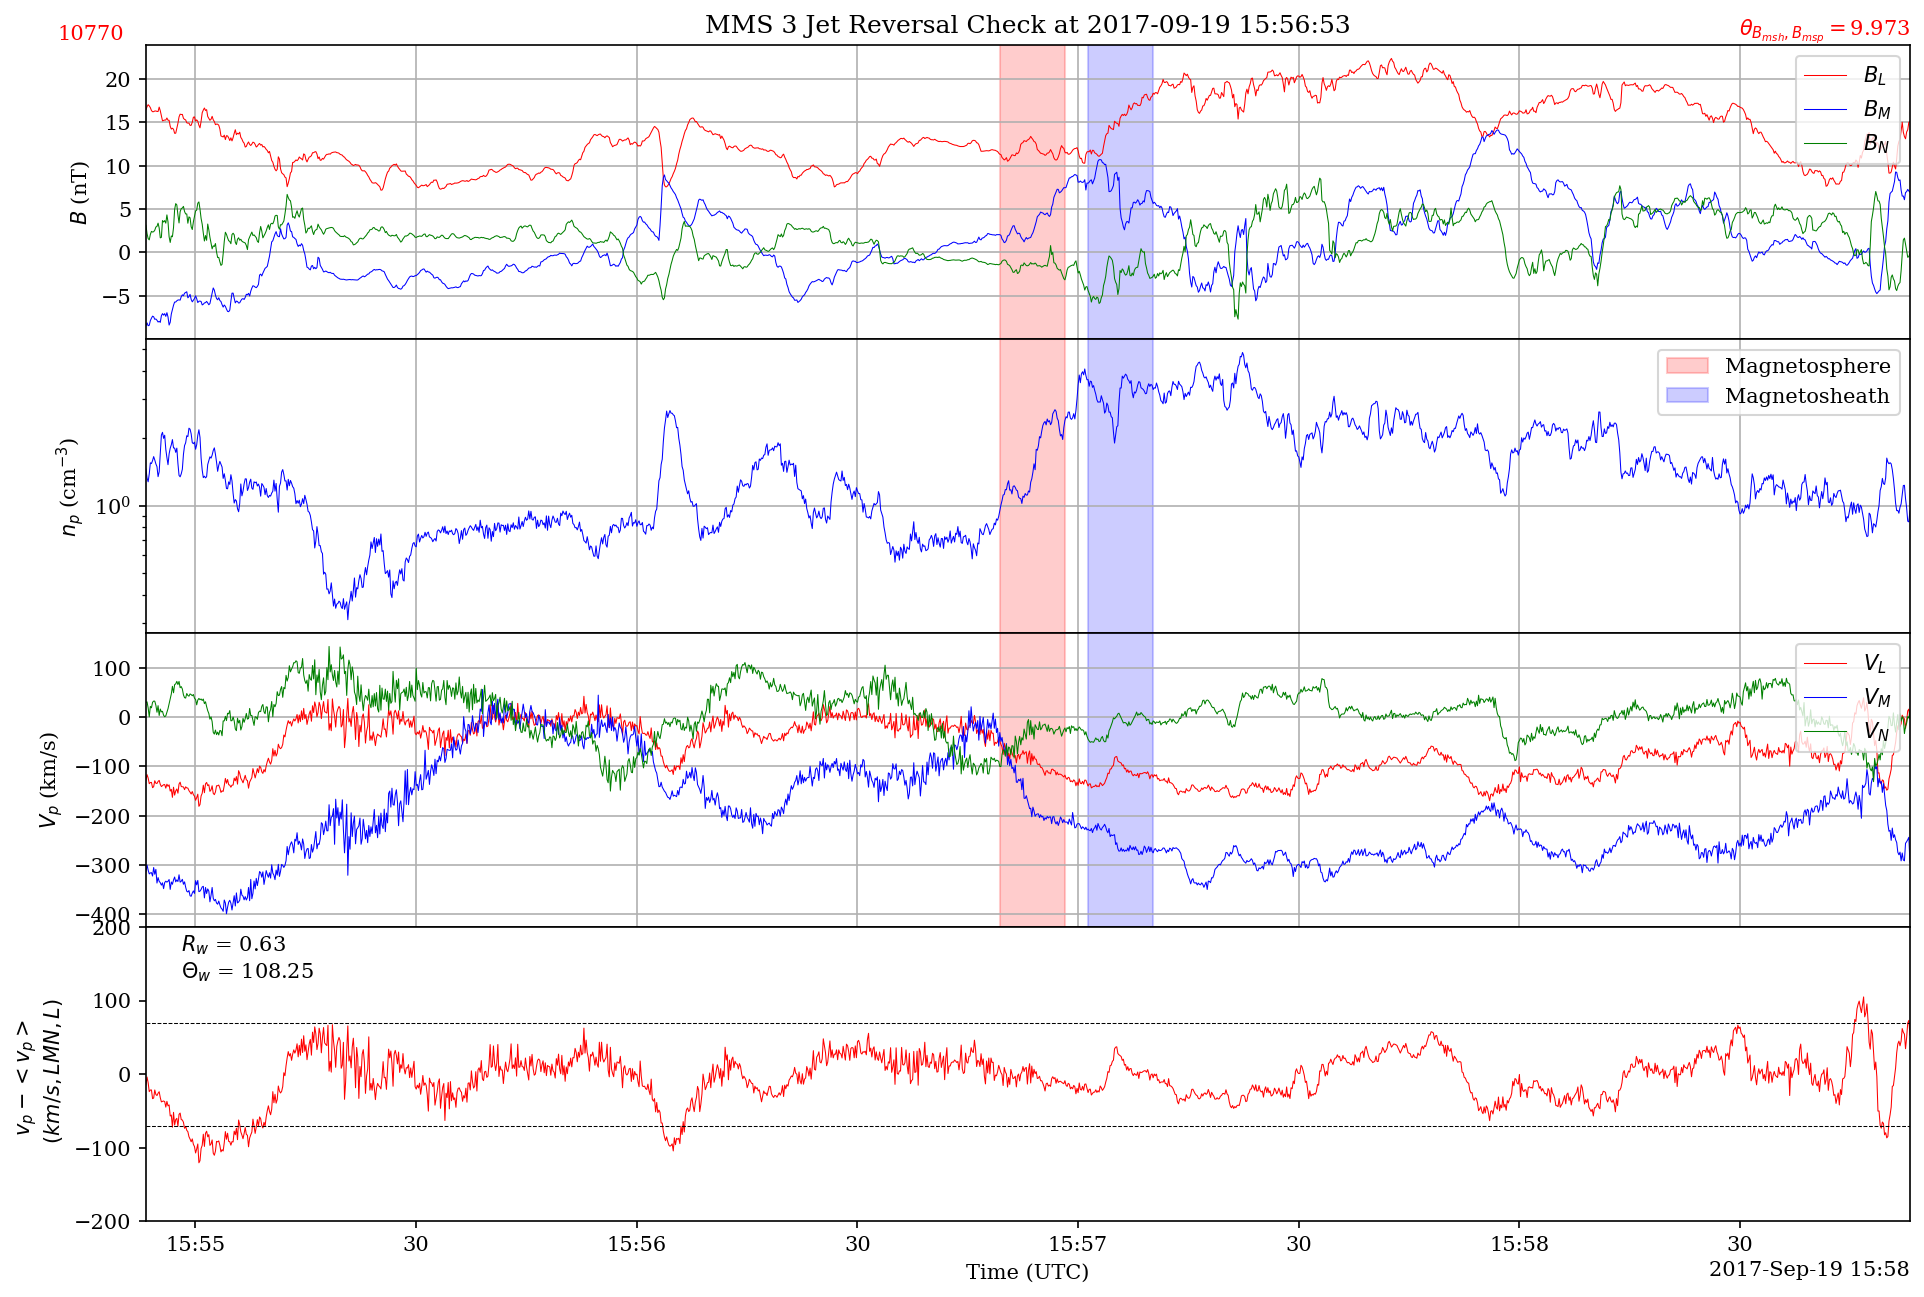 MMS 3 Jet Reversal Check at 2017-09-19 15:56:53
10770
θ_{B_{msh}, B_{msp}} = 9.973
B (nT)
20
15
10
5
0
−5
B_L
B_M
B_N
n_p (cm^{−3})
10^0
Magnetosphere
Magnetosheath
V_p (km/s)
100
0
−100
−200
−300
−400
V_L
V_M
V_N
v_p − < v_p >
(km/s, LMN, L)
200
100
0
−100
−200
R_w = 0.63
Θ_w = 108.25
15:55
30
15:56
30
15:57
30
15:58
30
Time (UTC)
2017-Sep-19 15:58